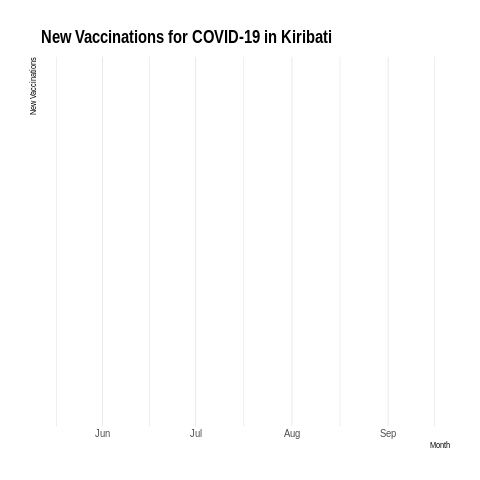 New Vaccinations for COVID-19 in Kiribati
New Vaccinations
Jun Jul Aug Sep
Month